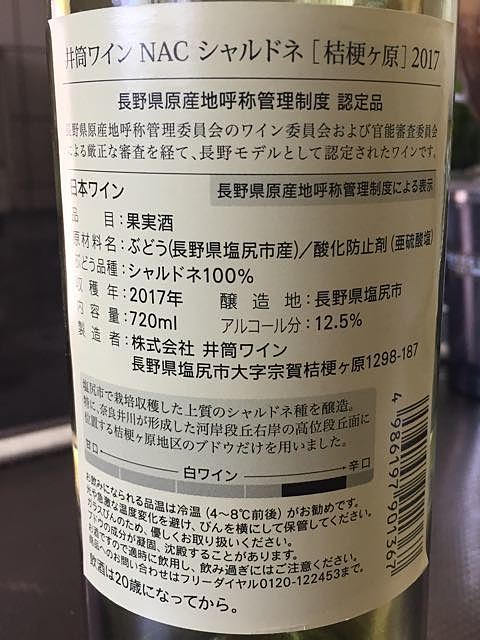 井筒ワイン NAC シャルドネ［桔梗ヶ原］2017
長野県原産地呼称管理制度 認定品
長野県原産地呼称管理委員会のワイン委員会および官能審査委員会
による厳正な審査を経て、長野モデルとして認定されたワインです。
日本ワイン 長野県原産地呼称管理制度による表示
品 目：果実酒
原材料名：ぶどう(長野県塩尻市産)／酸化防止剤(亜硫酸塩)
ぶどう品種：シャルドネ100%
収穫年：2017年 醸造地：長野県塩尻市
内容量：720ml アルコール分：12.5%
製造者：株式会社 井筒ワイン
長野県塩尻市大字宗賀桔梗ヶ原1298-187
塩尻市で栽培収穫した上質のシャルドネ種を醸造。
特に、奈良井川が形成した河岸段丘右岸の高位段丘面に
位置する桔梗ヶ原地区のブドウだけを用いました。
甘口 白ワイン 辛口
お飲みになられる品温は冷温（4〜8℃前後）がお勧めです。
光や急激な温度変化を避け、びんを横にして保管してください。
ガラスびんのため、優しくお取り扱いください。
ブドウの成分が凝固、沈殿することがあります。
お酒ですので適時に飲用し、飲み過ぎにはご注意ください。
製品へのお問い合わせはフリーダイヤル0120-122453まで。
飲酒は20歳になってから。
4986197901367